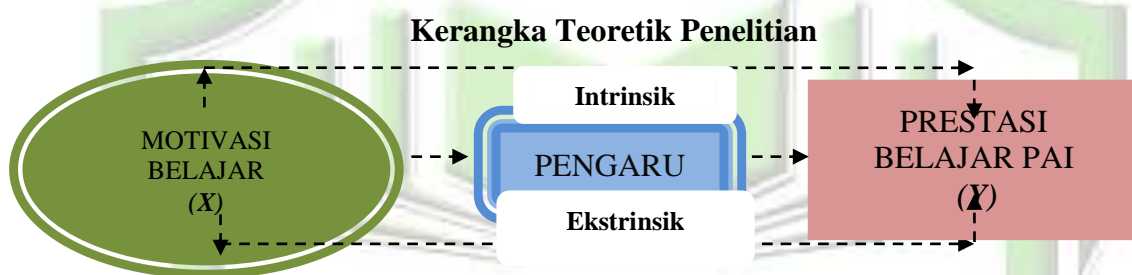 Kerangka Teoretik Penelitian
Intrinsik
MOTIVASI
BELAJAR
(X)
PENGARU
PRESTASI
BELAJAR PAI
(Y)
Ekstrinsik